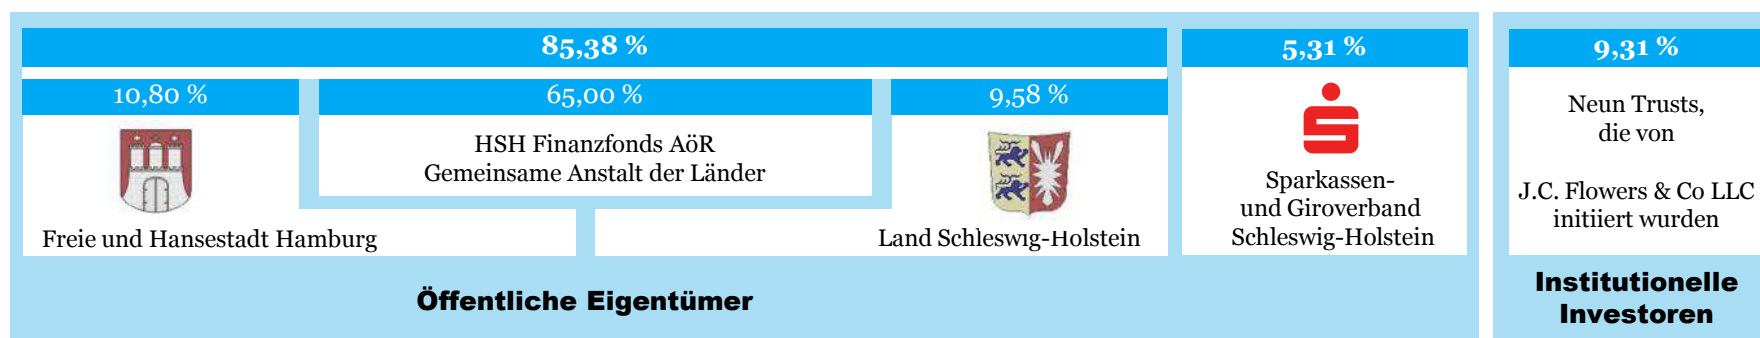 85,38 %
5,31 %
9,31 %
10,80 %
65,00 %
9,58 %
HSH Finanzfonds AöR
Gemeinsame Anstalt der Länder
Freie und Hansestadt Hamburg
Land Schleswig-Holstein
Sparkassen-
und Giroverband
Schleswig-Holstein
Neun Trusts,
die von
J.C. Flowers & Co LLC
initiiert wurden
Öffentliche Eigentümer
Institutionelle
Investoren